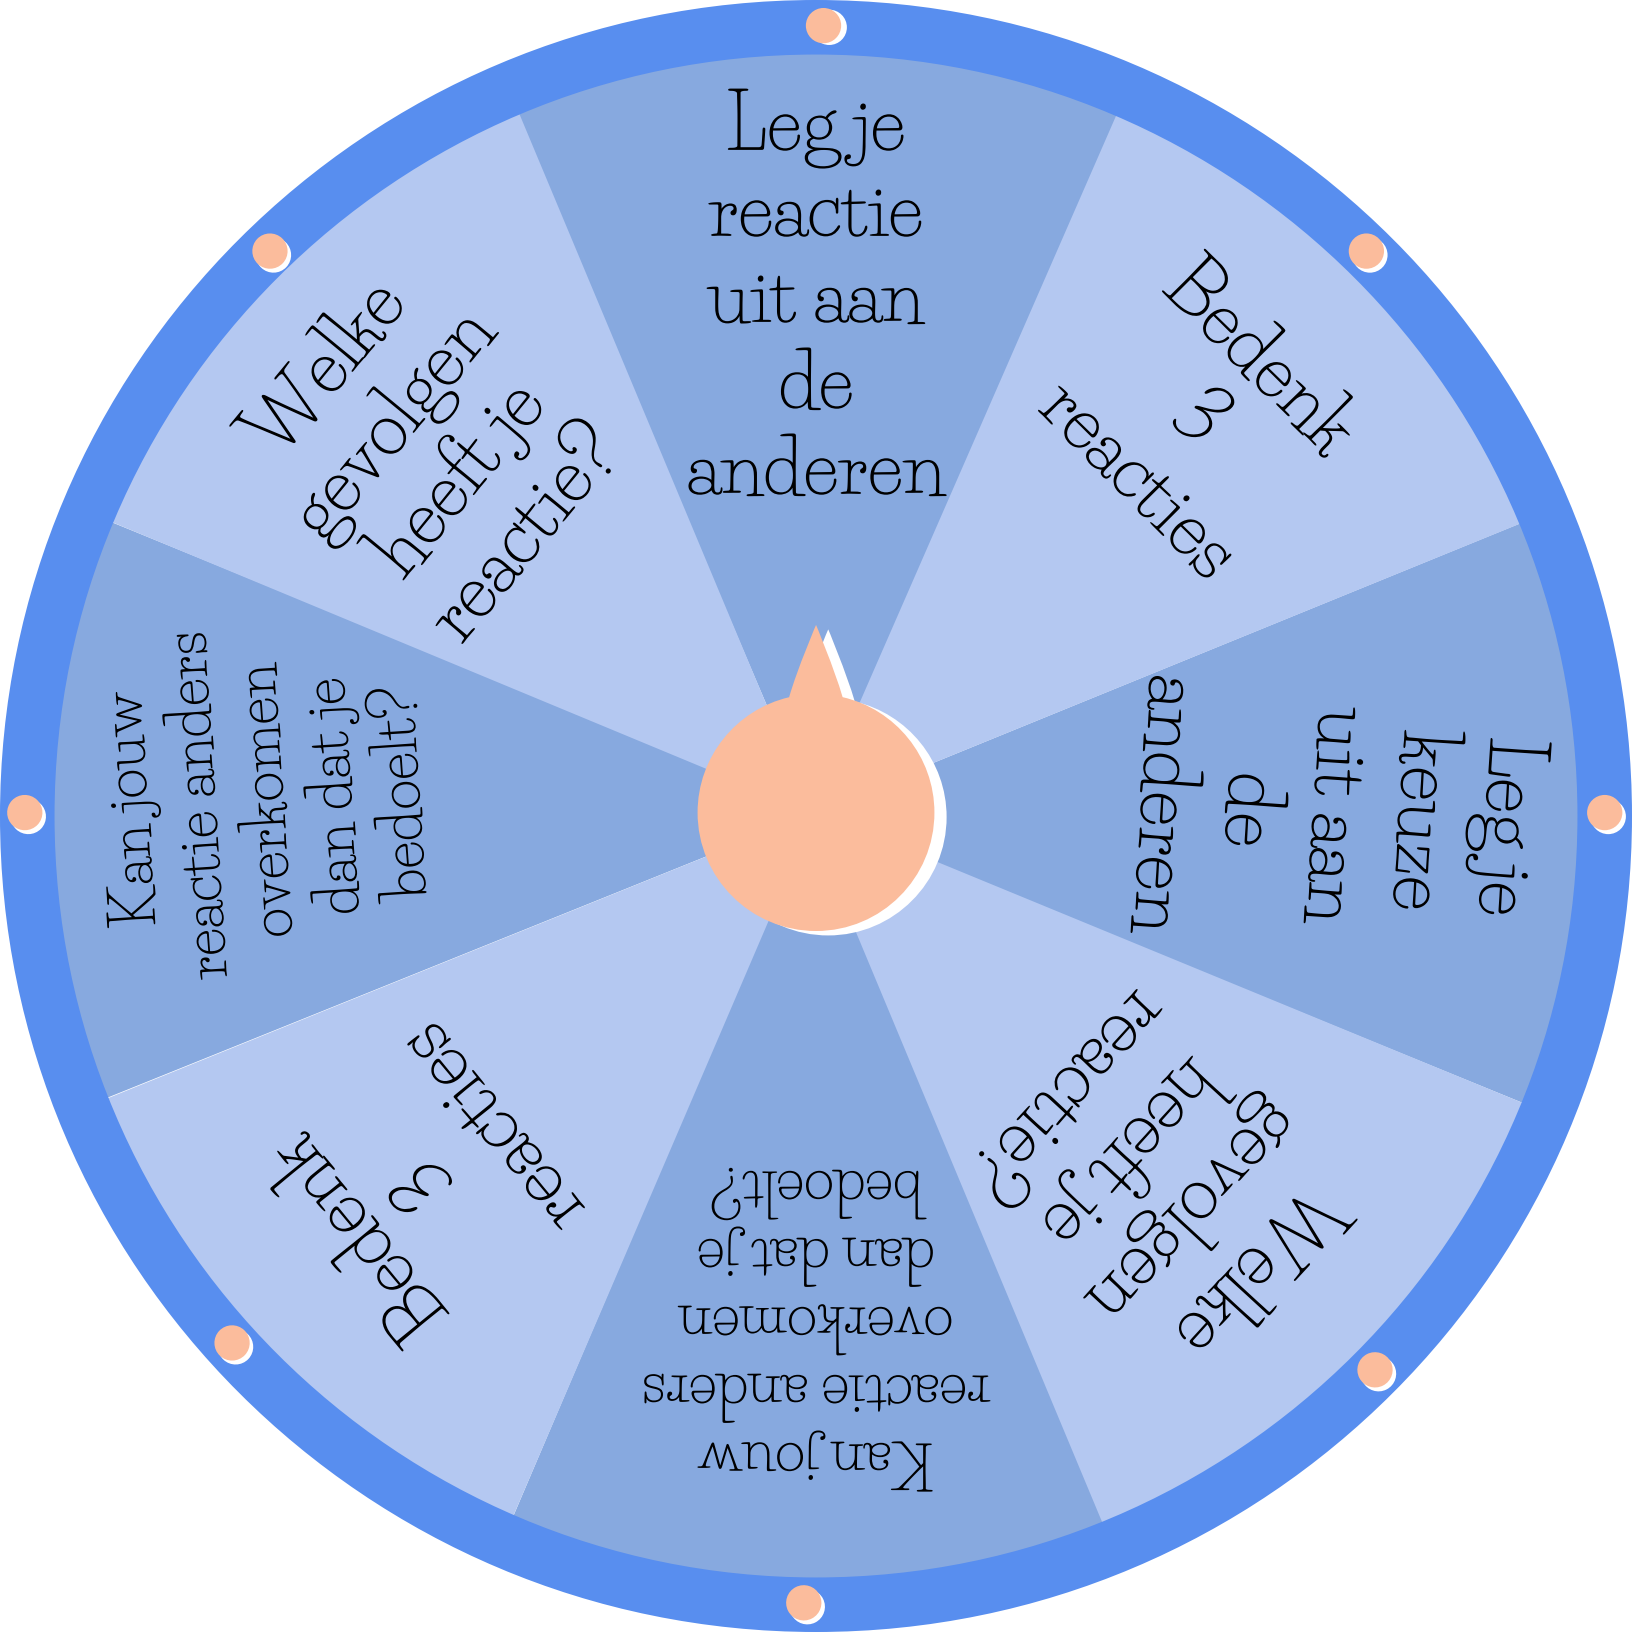 Leg je
reactie
uit aan
de
anderen
Bedenk
3
reacties
Leg je
keuze
uit aan
de
anderen
Welke
gevolgen
heeft je
reactie?
Kan jouw
reactie anders
overkomen
dan dat je
bedoelt?
Bedenk
3
reacties
Kan jouw
reactie anders
overkomen
dan dat je
bedoelt?
Welke
gevolgen
heeft je
reactie?